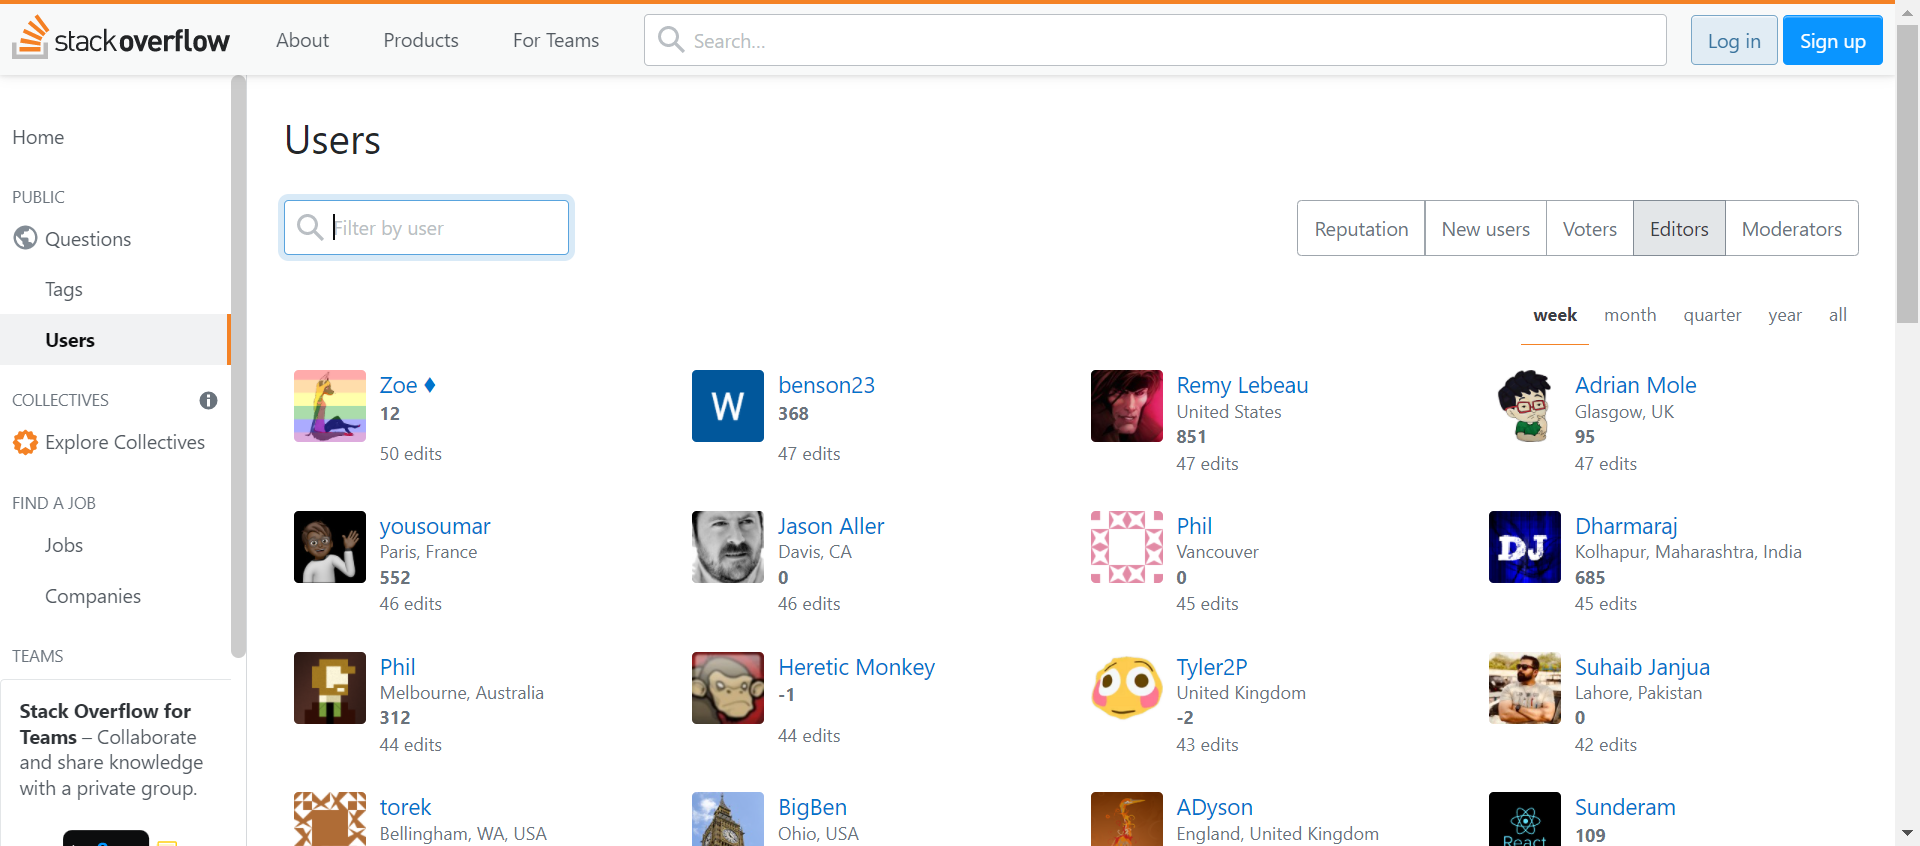 stackoverflow
About
Products
For Teams
Search...
Log in
Sign up
Home
PUBLIC
Questions
Tags
Users
COLLECTIVES
Explore Collectives
FIND A JOB
Jobs
Companies
TEAMS
Stack Overflow for
Teams – Collaborate
and share knowledge
with a private group.
Users
Filter by user
Reputation
New users
Voters
Editors
Moderators
week
month
quarter
year
all
Zoe
12
50 edits
W
benson23
368
47 edits
Remy Lebeau
United States
851
47 edits
Adrian Mole
Glasgow, UK
95
47 edits
yousoumar
Paris, France
552
46 edits
Jason Aller
Davis, CA
0
46 edits
Phil
Vancouver
0
45 edits
DJ
Dharmaraj
Kolhapur, Maharashtra, India
685
45 edits
Phil
Melbourne, Australia
312
44 edits
Heretic Monkey
-1
44 edits
Tyler2P
United Kingdom
-2
43 edits
Suhaib Janjua
Lahore, Pakistan
0
42 edits
torek
Bellingham, WA, USA
BigBen
Ohio, USA
ADyson
England, United Kingdom
React
Sunderam
109